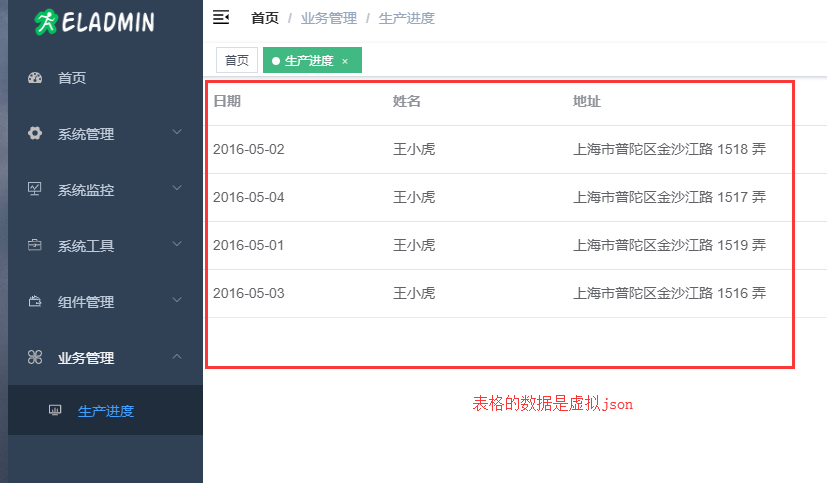 ELADMIN
首页 / 业务管理 / 生产进度
首页
生产进度 ×
首页
系统管理
系统监控
系统工具
组件管理
业务管理
生产进度
日期 姓名 地址
2016-05-02 王小虎 上海市普陀区金沙江路 1518 弄
2016-05-04 王小虎 上海市普陀区金沙江路 1517 弄
2016-05-01 王小虎 上海市普陀区金沙江路 1519 弄
2016-05-03 王小虎 上海市普陀区金沙江路 1516 弄
表格的数据是虚拟json